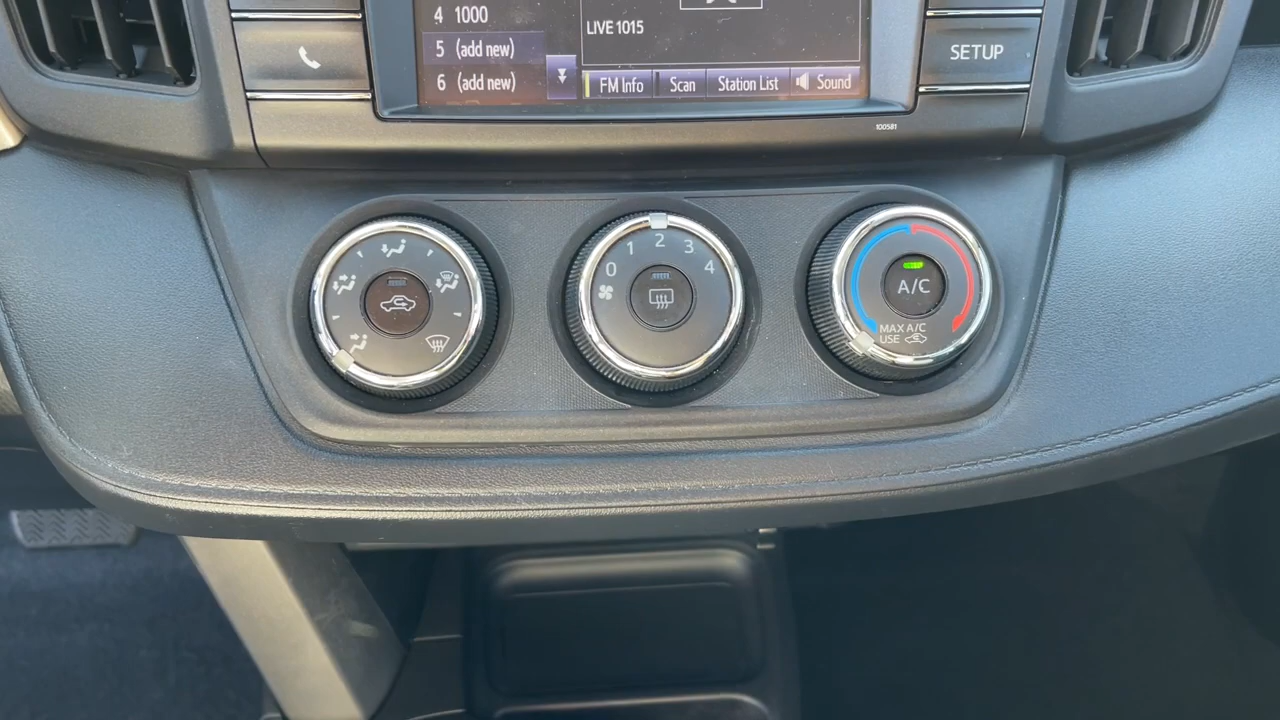 4 1000
5 (add new)
6 (add new)
LIVE 1015
FM Info Scan Station List Sound
SETUP
100581
0 1 2 3 4
A/C
MAX A/C
USE